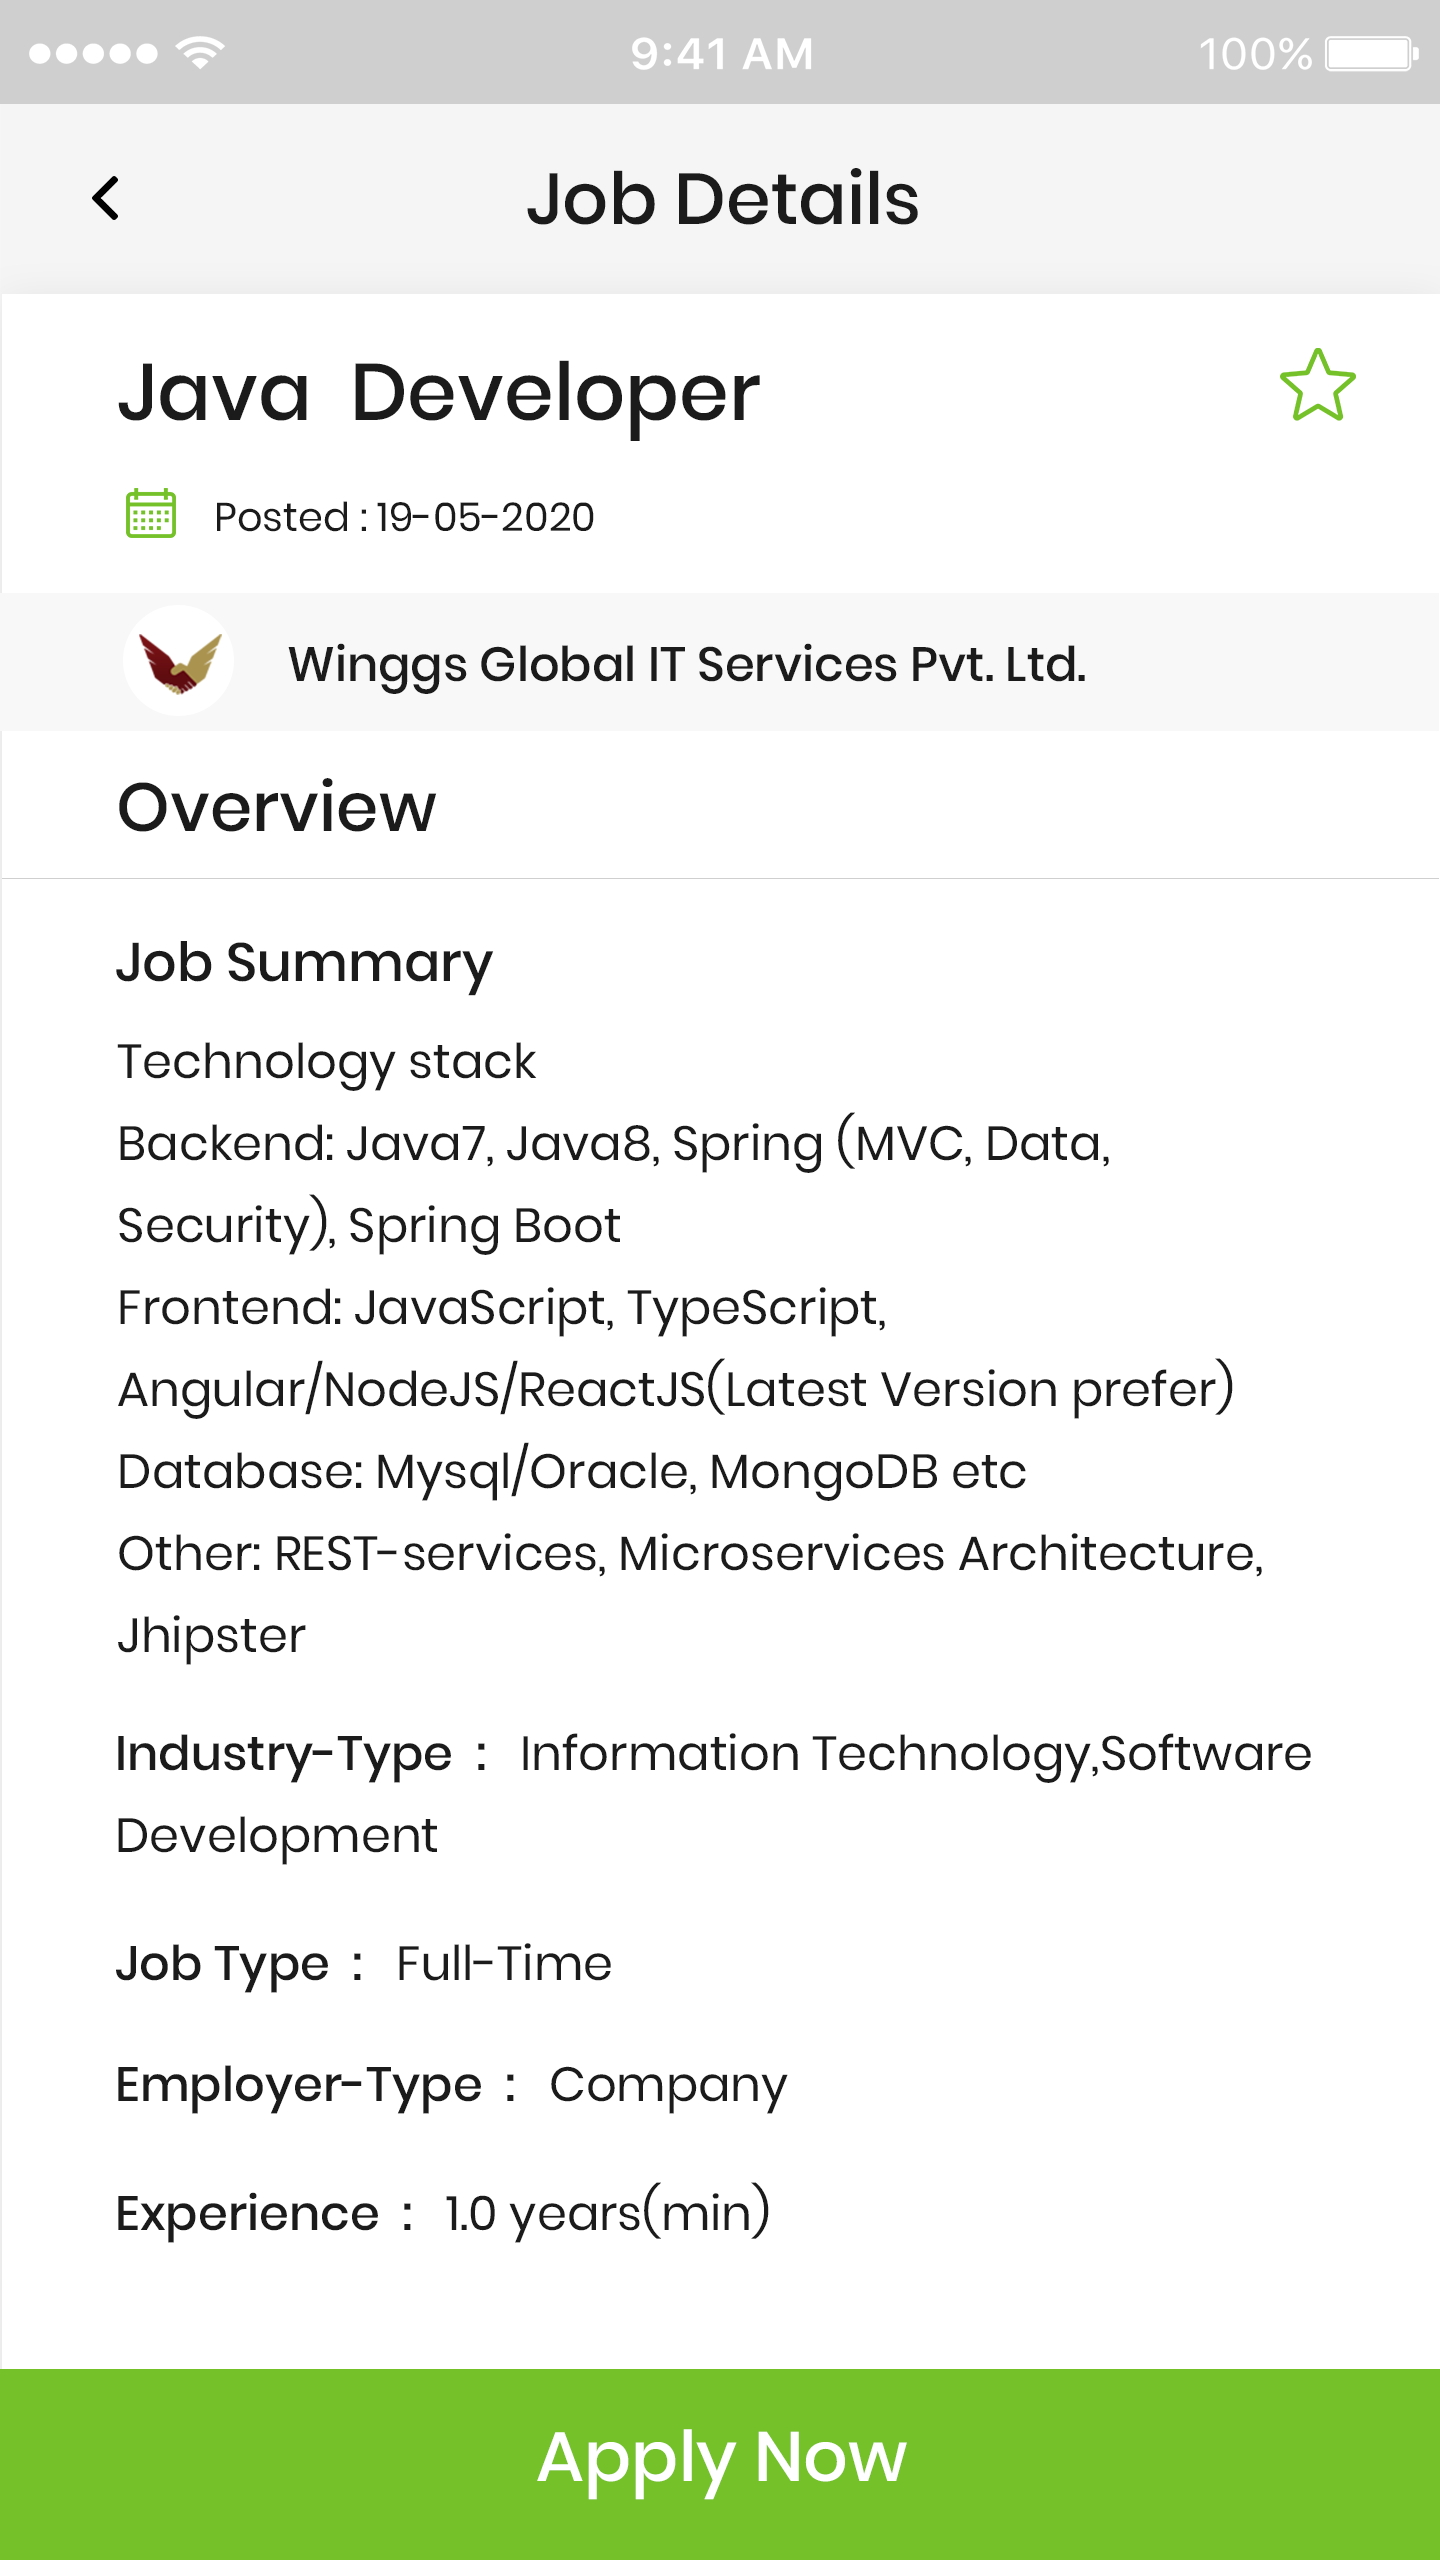 9:41 AM 100%
Job Details
Java Developer
Posted : 19-05-2020
Winggs Global IT Services Pvt. Ltd.
Overview
Job Summary
Technology stack
Backend: Java7, Java8, Spring (MVC, Data,
Security), Spring Boot
Frontend: JavaScript, TypeScript,
Angular/NodeJS/ReactJS(Latest Version prefer)
Database: Mysql/Oracle, MongoDB etc
Other: REST-services, Microservices Architecture,
Jhipster
Industry-Type : Information Technology,Software
Development
Job Type : Full-Time
Employer-Type : Company
Experience : 1.0 years(min)
Apply Now